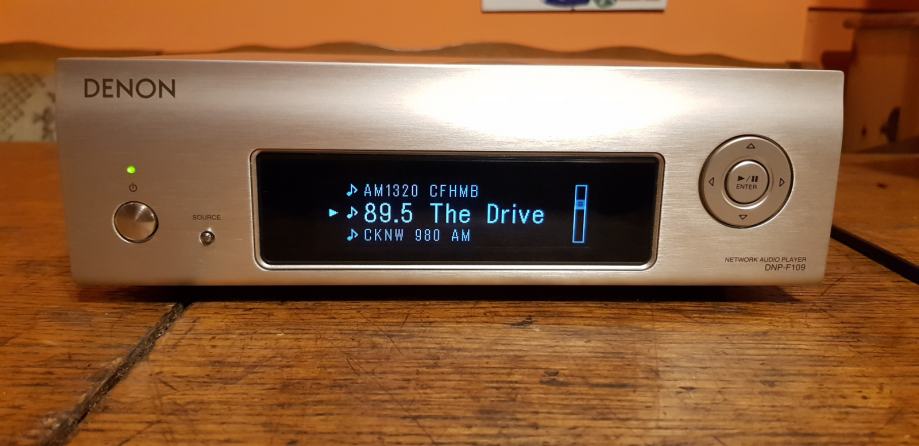 DENON
SOURCE
AM1320 CFHMB
89.5 The Drive
CKNW 980 AM
ENTER
NETWORK AUDIO PLAYER
DNP-F109